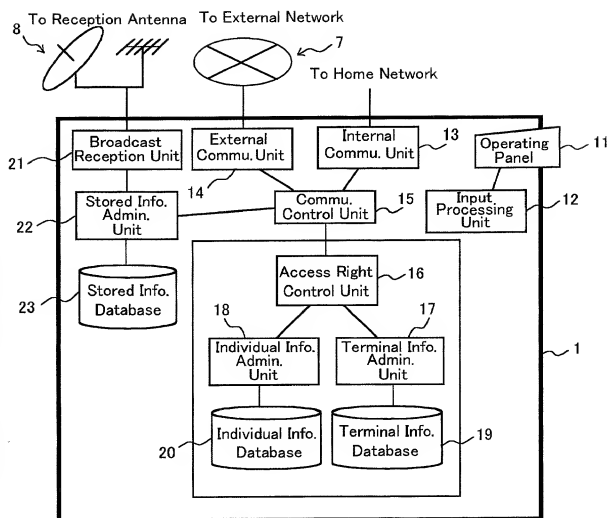 To Reception Antenna
8
To External Network
7
To Home Network
Broadcast
Reception Unit
21
External
Commu. Unit
14
Internal
Commu. Unit
13
Operating
Panel
11
Stored Info.
Admin.
Unit
22
Commu.
Control Unit
15
Input
Processing
Unit
12
Stored Info.
Database
23
Access Right
Control Unit
16
18
Individual Info.
Admin.
Unit
17
Terminal Info.
Admin.
Unit
1
Individual Info.
Database
20
Terminal Info.
Database
19